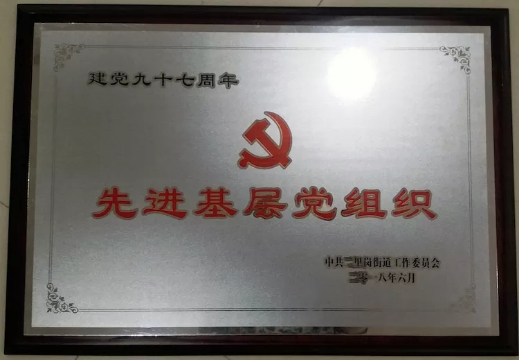 建党九十七周年
先进基层党组织
中共二里岗街道工作委员会
二〇一八年六月